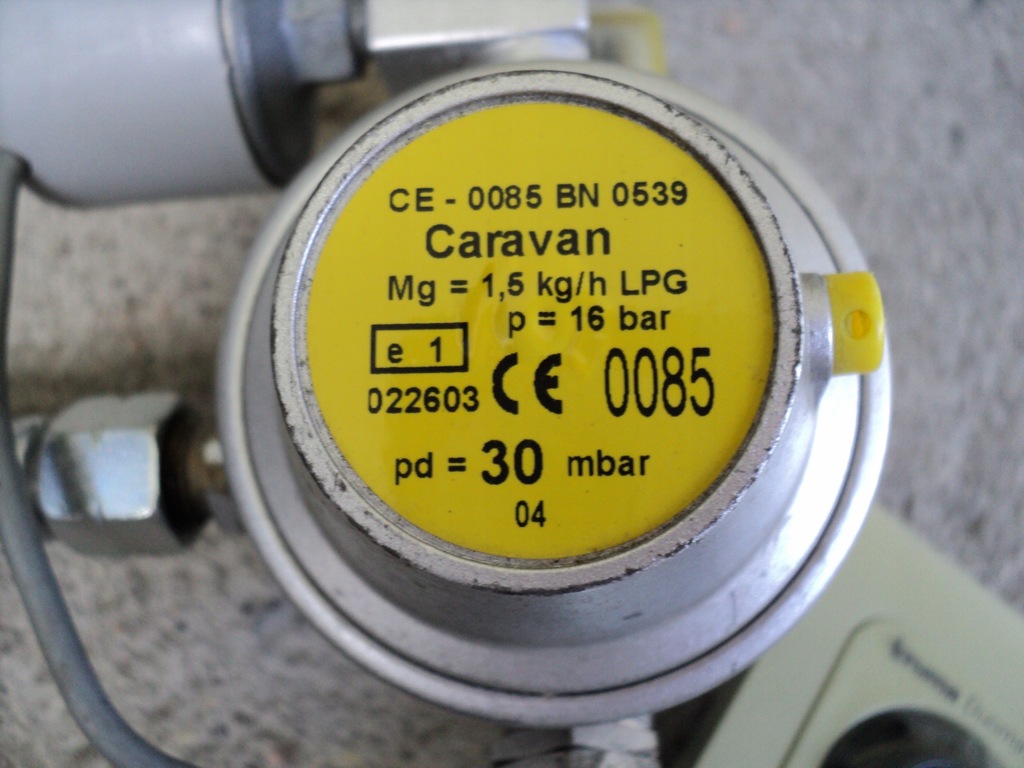 CE - 0085 BN 0539
Caravan
Mg = 1,5 kg/h LPG
p = 16 bar
e 1
022603 CE 0085
pd = 30 mbar
04
truma